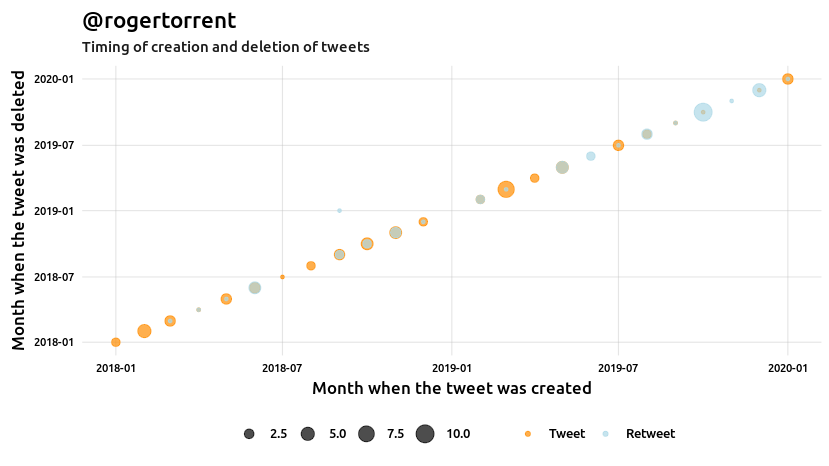 @rogertorrent
Timing of creation and deletion of tweets
Month when the tweet was deleted
2020-01
2019-07
2019-01
2018-07
2018-01
2018-01 2018-07 2019-01 2019-07 2020-01
Month when the tweet was created
2.5 5.0 7.5 10.0 Tweet Retweet